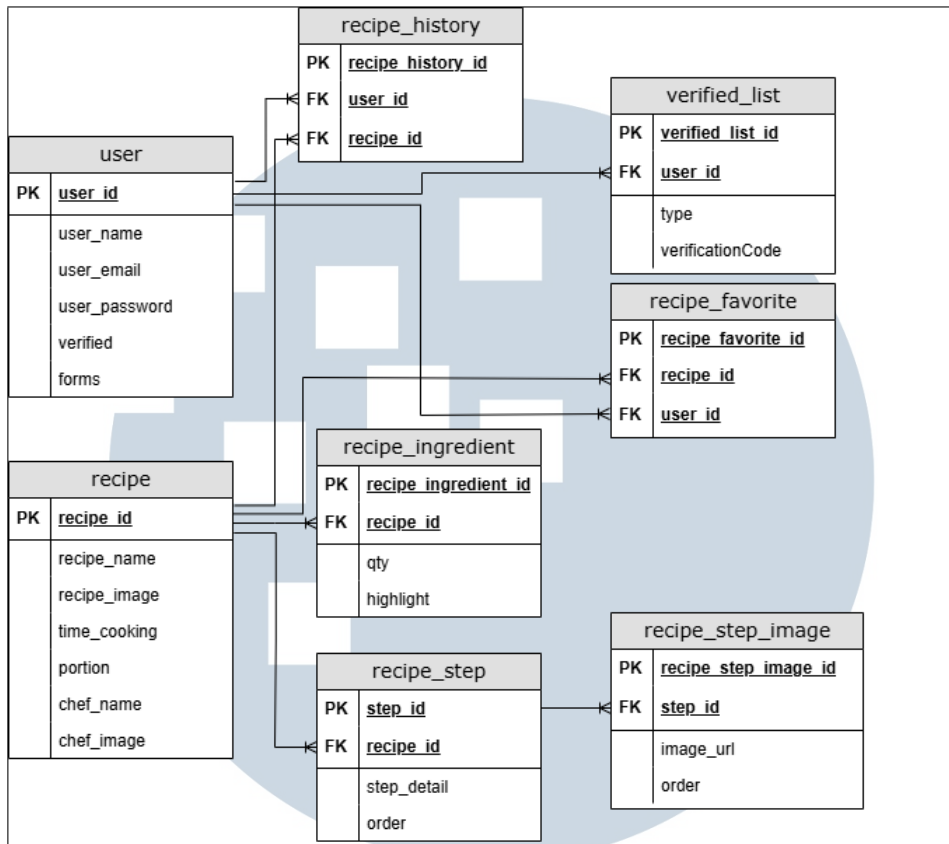 recipe_history
PK recipe_history_id
FK user_id
FK recipe_id
verified_list
PK verified_list_id
FK user_id
type
verificationCode
user
PK user_id
user_name
user_email
user_password
verified
forms
recipe_favorite
PK recipe_favorite_id
FK recipe_id
FK user_id
recipe_ingredient
PK recipe_ingredient_id
FK recipe_id
qty
highlight
recipe
PK recipe_id
recipe_name
recipe_image
time_cooking
portion
chef_name
chef_image
recipe_step
PK step_id
FK recipe_id
step_detail
order
recipe_step_image
PK recipe_step_image_id
FK step_id
image_url
order